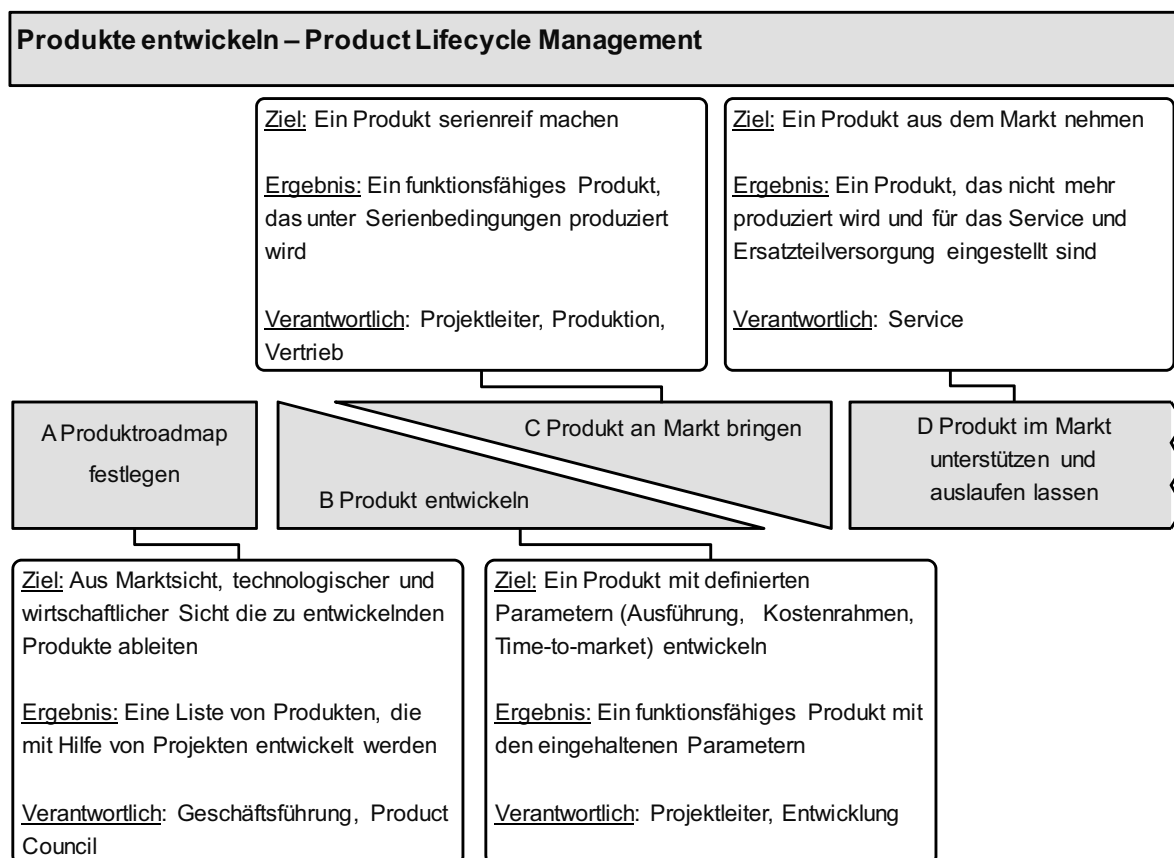 Produkte entwickeln – Product Lifecycle Management
Ziel: Ein Produkt serienreif machen
Ergebnis: Ein funktionsfähiges Produkt,
das unter Serienbedingungen produziert
wird
Verantwortlich: Projektleiter, Produktion,
Vertrieb
Ziel: Ein Produkt aus dem Markt nehmen
Ergebnis: Ein Produkt, das nicht mehr
produziert wird und für das Service und
Ersatzteilversorgung eingestellt sind
Verantwortlich: Service
A Produktroadmap
festlegen
C Produkt an Markt bringen
B Produkt entwickeln
D Produkt im Markt
unterstützen und
auslaufen lassen
Ziel: Aus Marktsicht, technologischer und
wirtschaftlicher Sicht die zu entwickelnden
Produkte ableiten
Ergebnis: Eine Liste von Produkten, die
mit Hilfe von Projekten entwickelt werden
Verantwortlich: Geschäftsführung, Product
Council
Ziel: Ein Produkt mit definierten
Parametern (Ausführung, Kostenrahmen,
Time-to-market) entwickeln
Ergebnis: Ein funktionsfähiges Produkt mit
den eingehaltenen Parametern
Verantwortlich: Projektleiter, Entwicklung